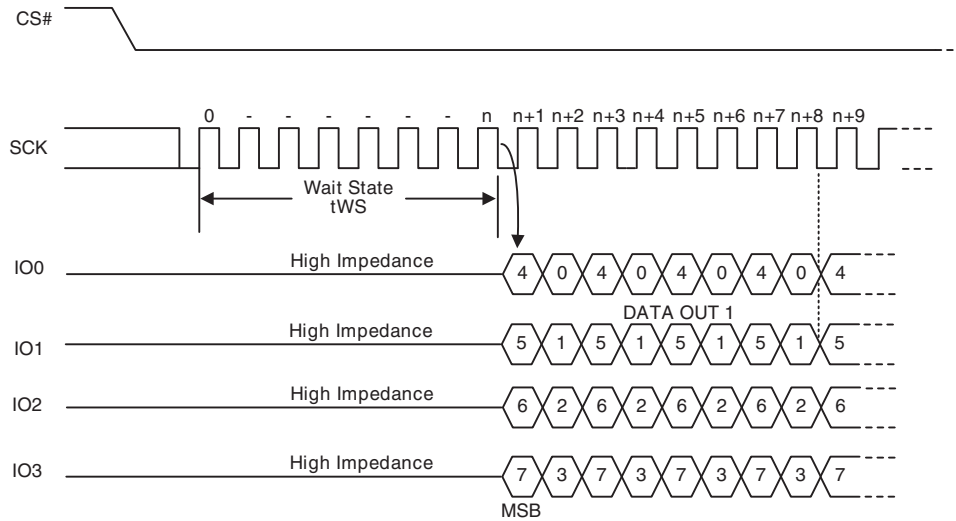 CS#
0 - - - - - - n n+1 n+2 n+3 n+4 n+5 n+6 n+7 n+8 n+9
SCK
Wait State
tWS
IO0 High Impedance 4 0 4 0 4 0 4 0 4
DATA OUT 1
IO1 High Impedance 5 1 5 1 5 1 5 1 5
IO2 High Impedance 6 2 6 2 6 2 6 2 6
IO3 High Impedance 7 3 7 3 7 3 7 3 7
MSB